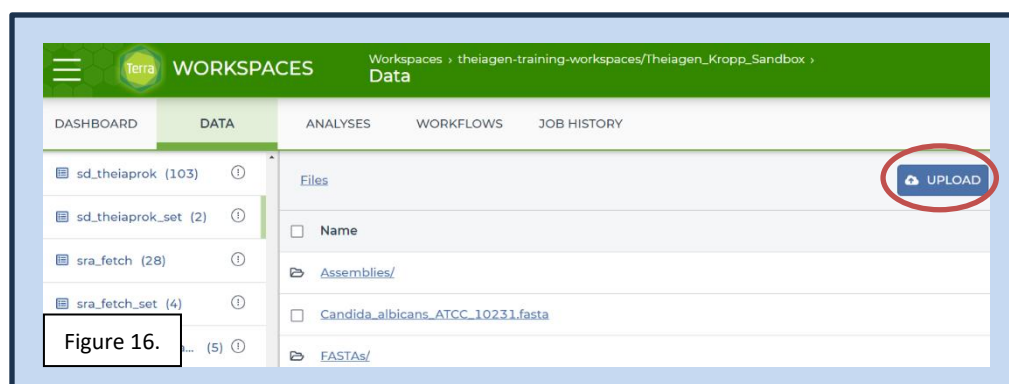 Terra
WORKSPACES
Workspaces › theiagen-training-workspaces/Theiagen_Kropp_Sandbox ›
Data
DASHBOARD DATA ANALYSES WORKFLOWS JOB HISTORY
sd_theiaprok (103)
sd_theiaprok_set (2)
sra_fetch (28)
sra_fetch_set (4)
a... (5)
Files
UPLOAD
Name
Assemblies/
Candida_albicans_ATCC_10231.fasta
FASTAs/
Figure 16.